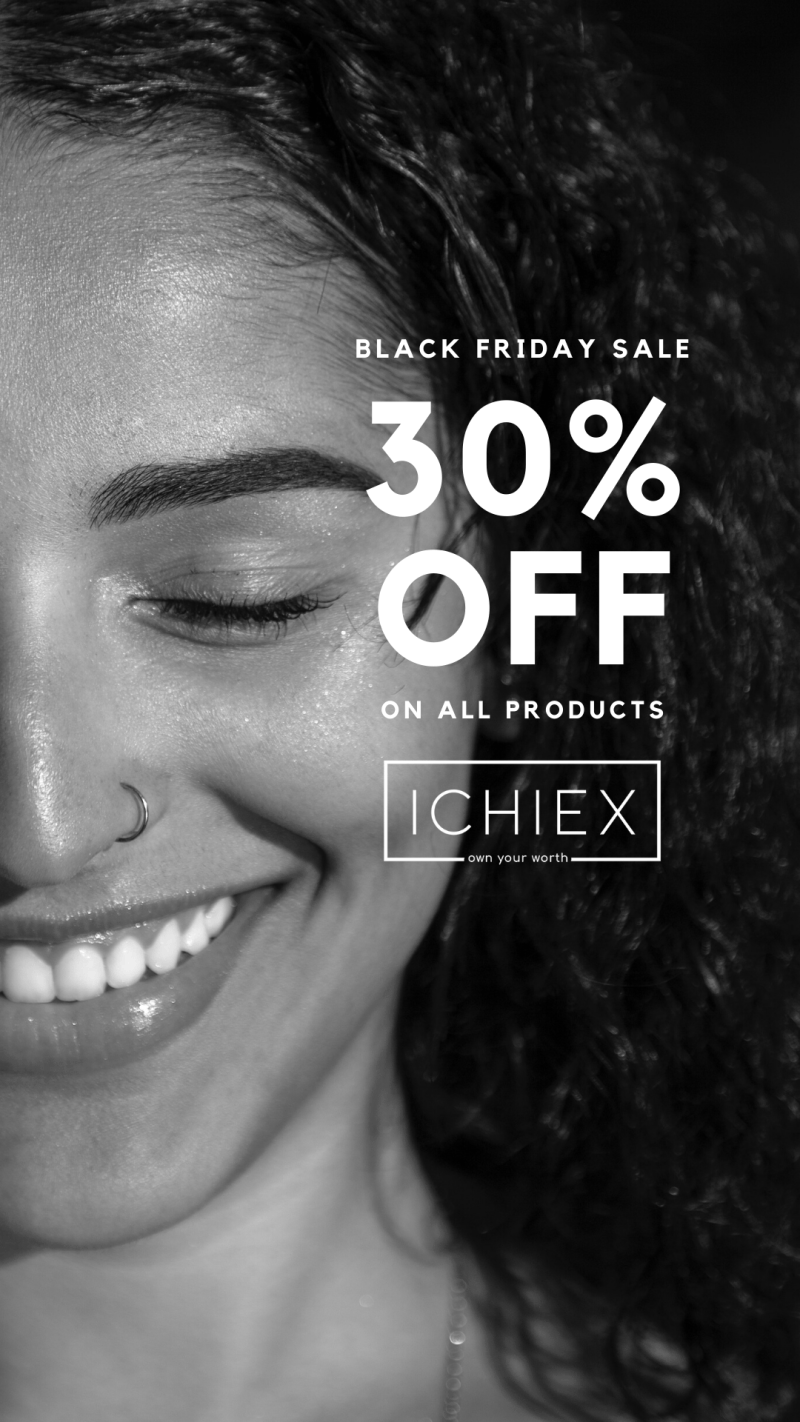 BLACK FRIDAY SALE
30%
OFF
ON ALL PRODUCTS
ICHIEX
own your worth